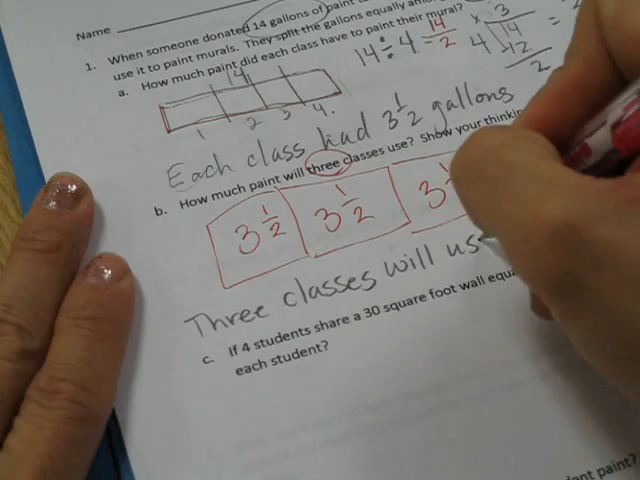 Name
1. When someone donated 14 gallons of paint
use it to paint murals. They split the gallons equally
a. How much paint did each class have to paint their mural?
14
1 2 3 4.
14 ÷ 4 = 14/2
× 3
4 14
12
2
=
Each class had 3 1/2 gallons
b. How much paint will three classes use? Show your
3 1/2 3 1/2 3
Three classes will us
c. If 4 students share a 30 square foot wall
each student?
paint?